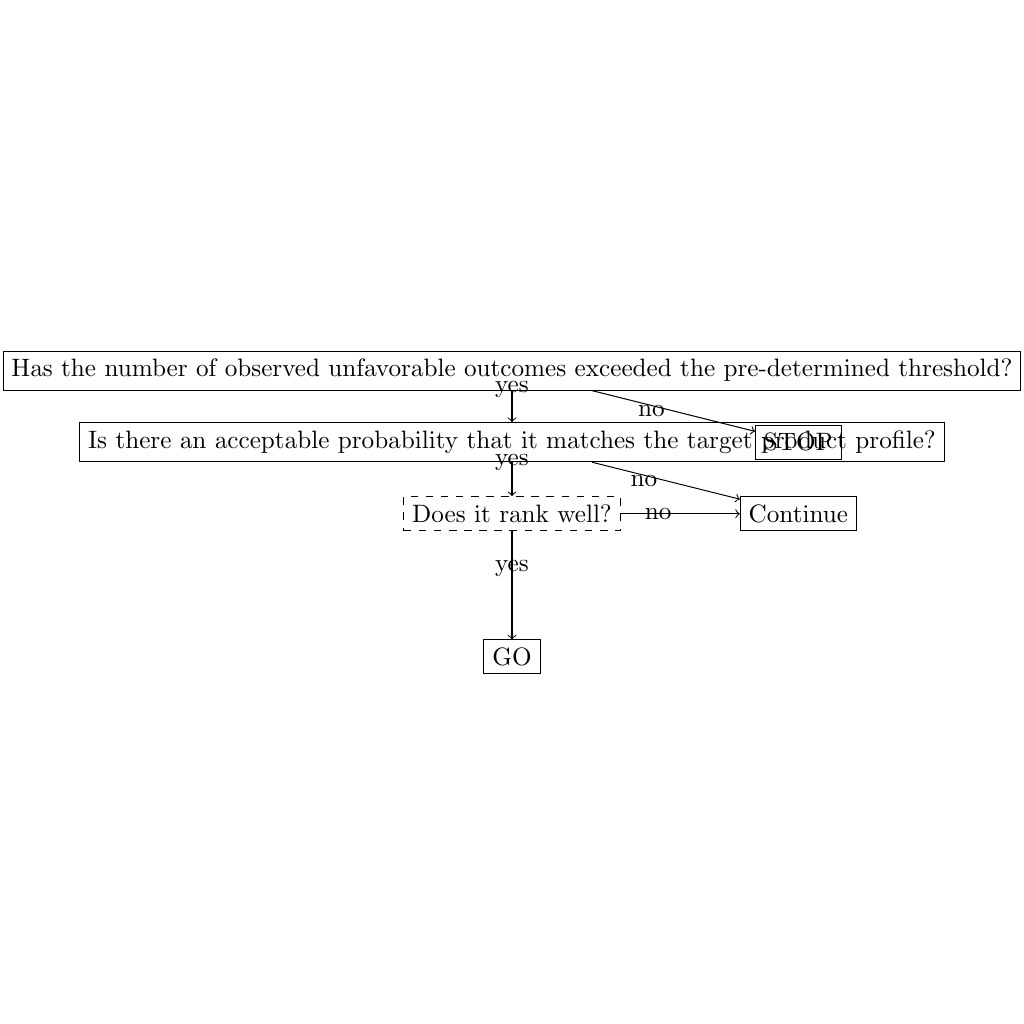 Has the number of observed unfavorable outcomes exceeded the pre-determined threshold?
yes
no
Is there an acceptable probability that it matches the target product profile?
STOP
yes
no
Does it rank well?
no
Continue
yes
GO